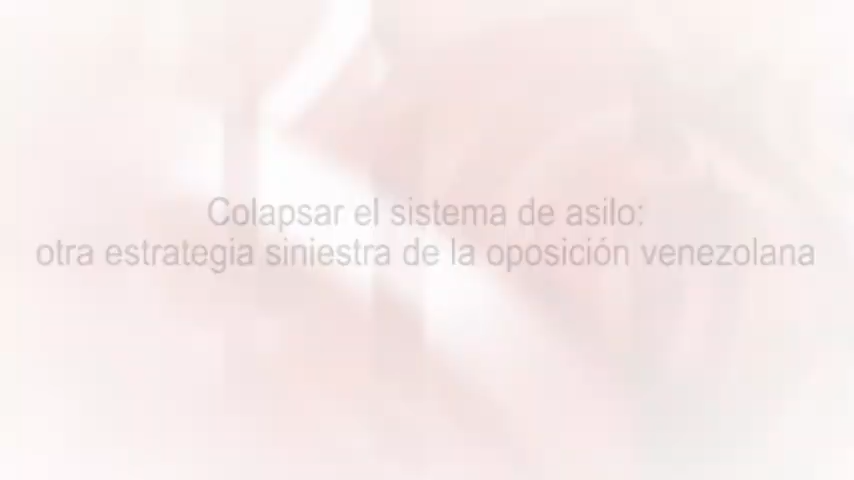 Colapsar el sistema de asilo:
otra estrategia siniestra de la oposición venezolana